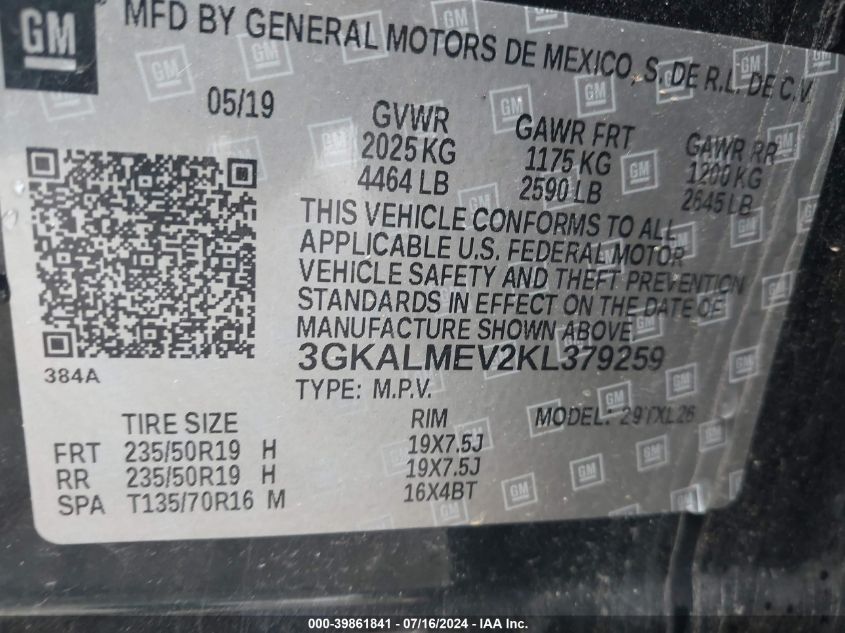 GM
MFD BY GENERAL MOTORS DE MEXICO, S. DE R.L. DE C.V.
05/19
GVWR GAWR FRT GAWR RR
2025 KG 1175 KG 1200 KG
4464 LB 2590 LB 2645 LB
THIS VEHICLE CONFORMS TO ALL
APPLICABLE U.S. FEDERAL MOTOR
VEHICLE SAFETY AND THEFT PREVENTION
STANDARDS IN EFFECT ON THE DATE OF
MANUFACTURE SHOWN ABOVE
3GKALMEV2KL379259
384A
TYPE: M.P.V.
TIRE SIZE RIM MODEL: 29TXL26
FRT 235/50R19 H 19X7.5J
RR 235/50R19 H 19X7.5J
SPA T135/70R16 M 16X4BT
000-39861841 - 07/16/2024 - IAA Inc.